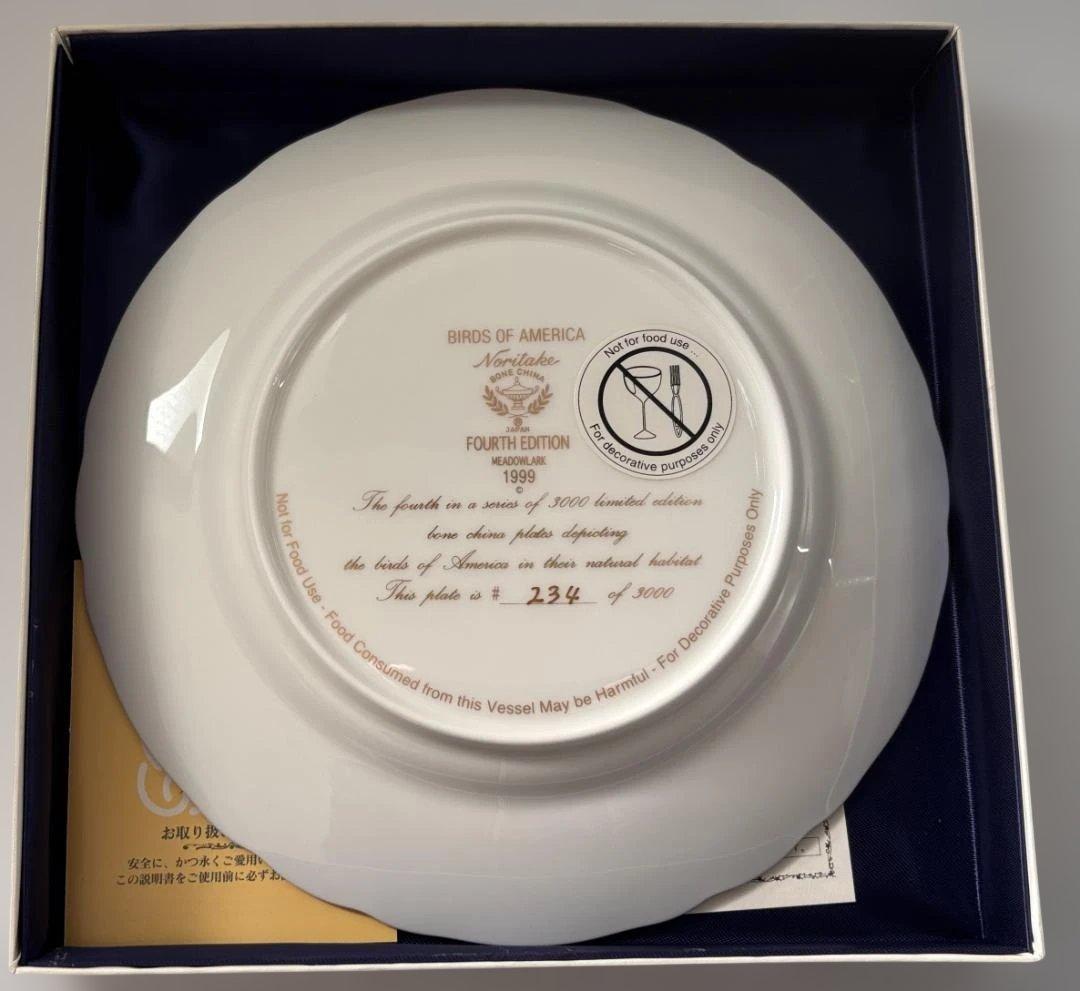 BIRDS OF AMERICA
Noritake
BONE CHINA
JAPAN
FOURTH EDITION
MEADOWLARK
1999
©
The fourth in a series of 3000 limited edition
bone china plates depicting
the birds of America in their natural habitat
This plate is # 234 of 3000
Not for Food Use - Food Consumed from this Vessel May be Harmful - For Decorative Purposes Only
Not for food use ...
For decorative purposes only
お取り扱
安全に、かつ永くご愛用
この説明書をご使用前に必ずお